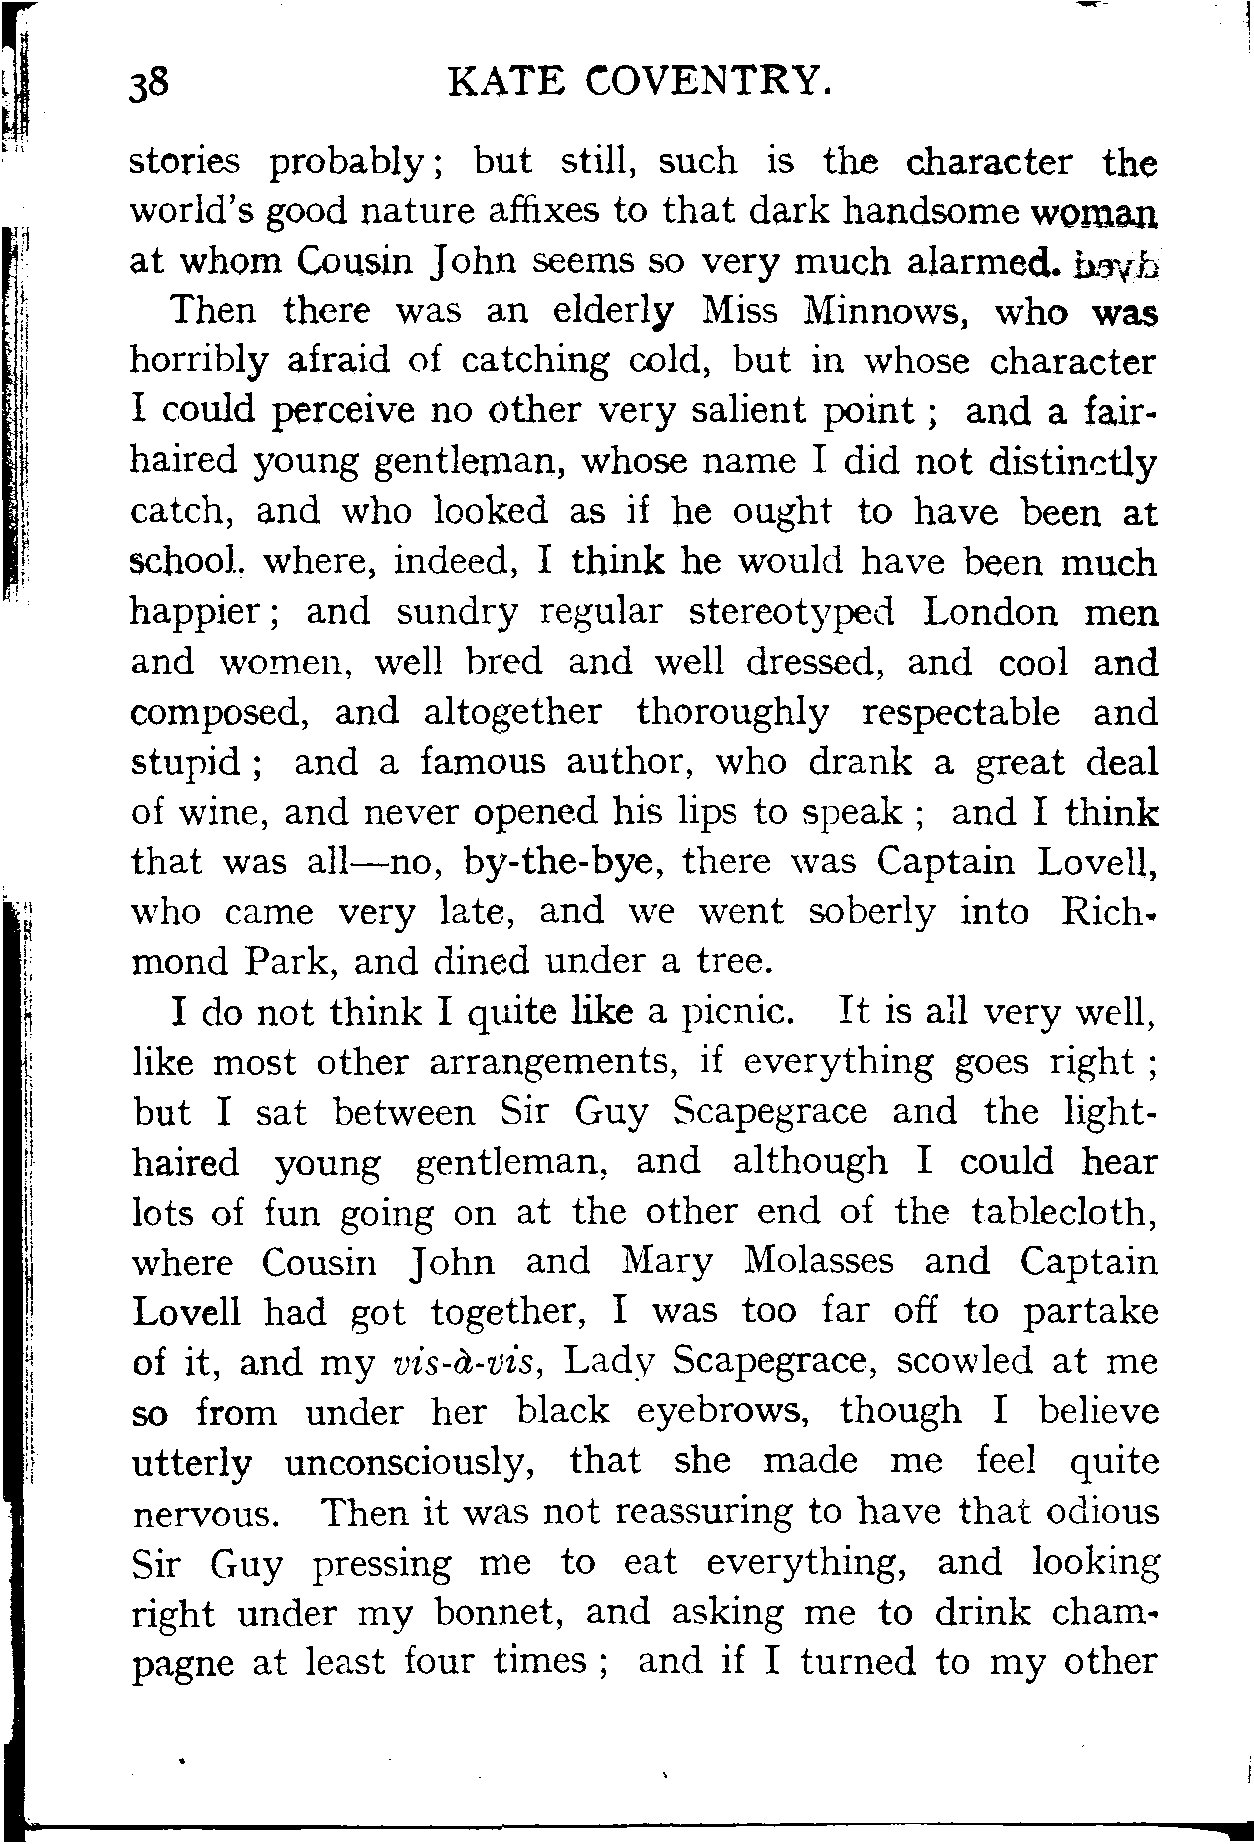 38 KATE COVENTRY.
stories probably; but still, such is the character the
world's good nature affixes to that dark handsome woman
at whom Cousin John seems so very much alarmed.
Then there was an elderly Miss Minnows, who was
horribly afraid of catching cold, but in whose character
I could perceive no other very salient point; and a fair-
haired young gentleman, whose name I did not distinctly
catch, and who looked as if he ought to have been at
school. where, indeed, I think he would have been much
happier; and sundry regular stereotyped London men
and women, well bred and well dressed, and cool and
composed, and altogether thoroughly respectable and
stupid; and a famous author, who drank a great deal
of wine, and never opened his lips to speak; and I think
that was all—no, by-the-bye, there was Captain Lovell,
who came very late, and we went soberly into Rich-
mond Park, and dined under a tree.
I do not think I quite like a picnic. It is all very well,
like most other arrangements, if everything goes right;
but I sat between Sir Guy Scapegrace and the light-
haired young gentleman, and although I could hear
lots of fun going on at the other end of the tablecloth,
where Cousin John and Mary Molasses and Captain
Lovell had got together, I was too far off to partake
of it, and my vis-à-vis, Lady Scapegrace, scowled at me
so from under her black eyebrows, though I believe
utterly unconsciously, that she made me feel quite
nervous. Then it was not reassuring to have that odious
Sir Guy pressing me to eat everything, and looking
right under my bonnet, and asking me to drink cham-
pagne at least four times; and if I turned to my other